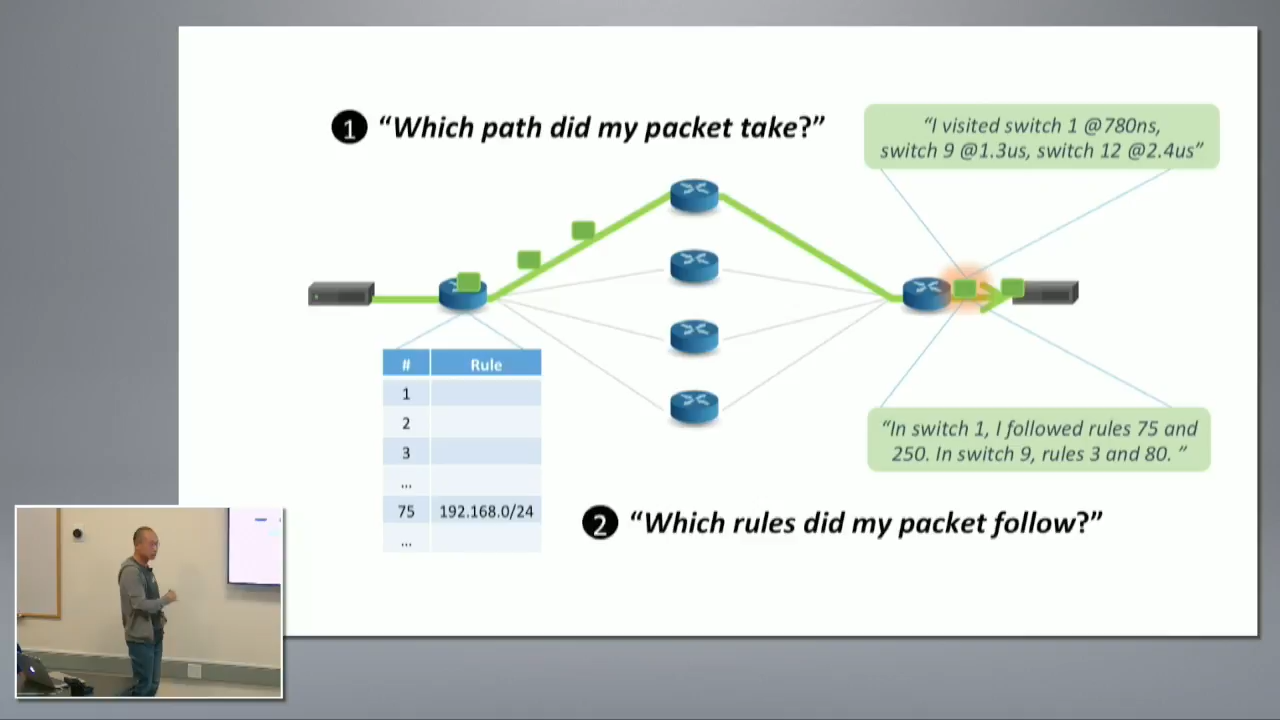 1 “Which path did my packet take?”
“I visited switch 1 @780ns,
switch 9 @1.3us, switch 12 @2.4us”
# Rule
1
2
3
...
75 192.168.0/24
...
“In switch 1, I followed rules 75 and
250. In switch 9, rules 3 and 80. ”
2 “Which rules did my packet follow?”